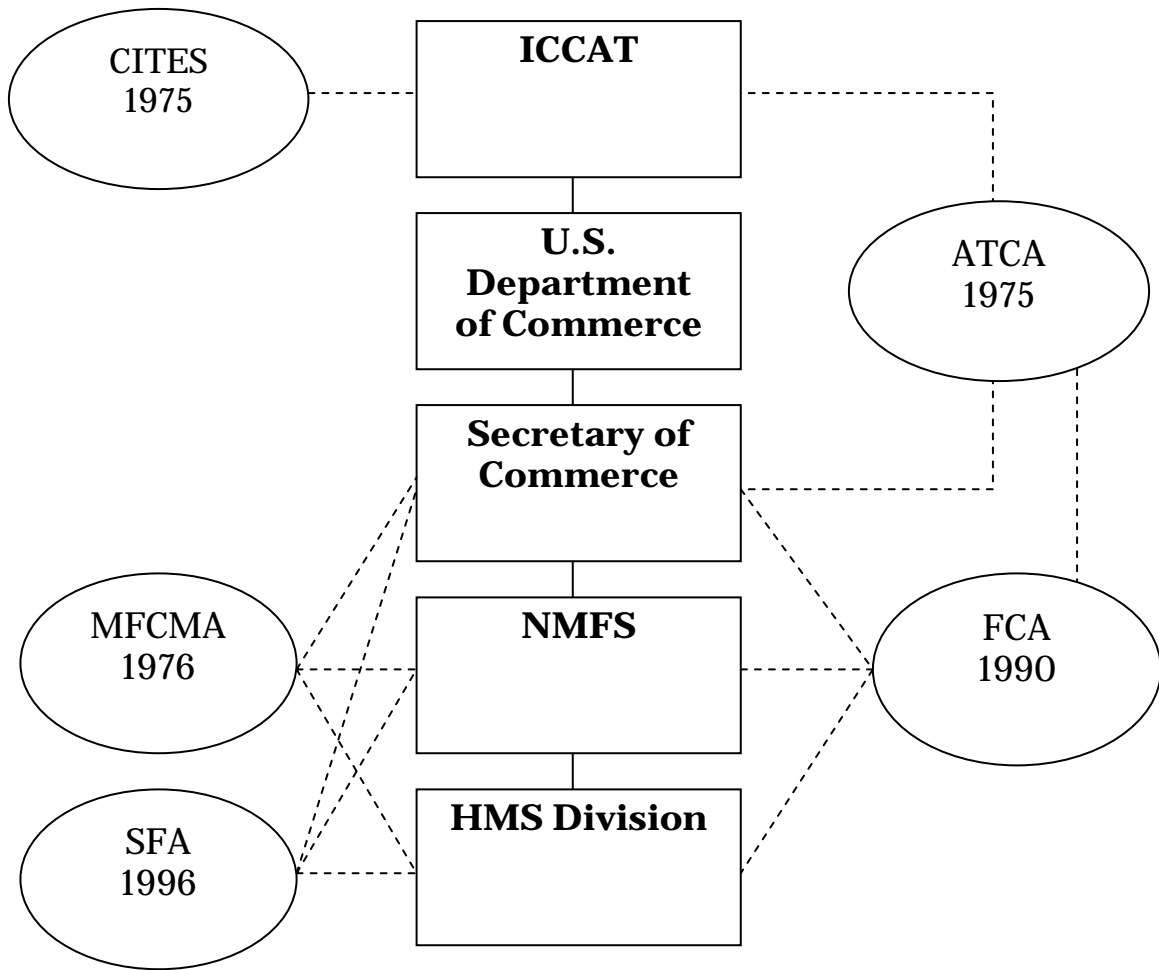 CITES
1975
ICCAT
U.S.
Department
of Commerce
ATCA
1975
Secretary of
Commerce
MFCMA
1976
NMFS
FCA
1990
SFA
1996
HMS Division